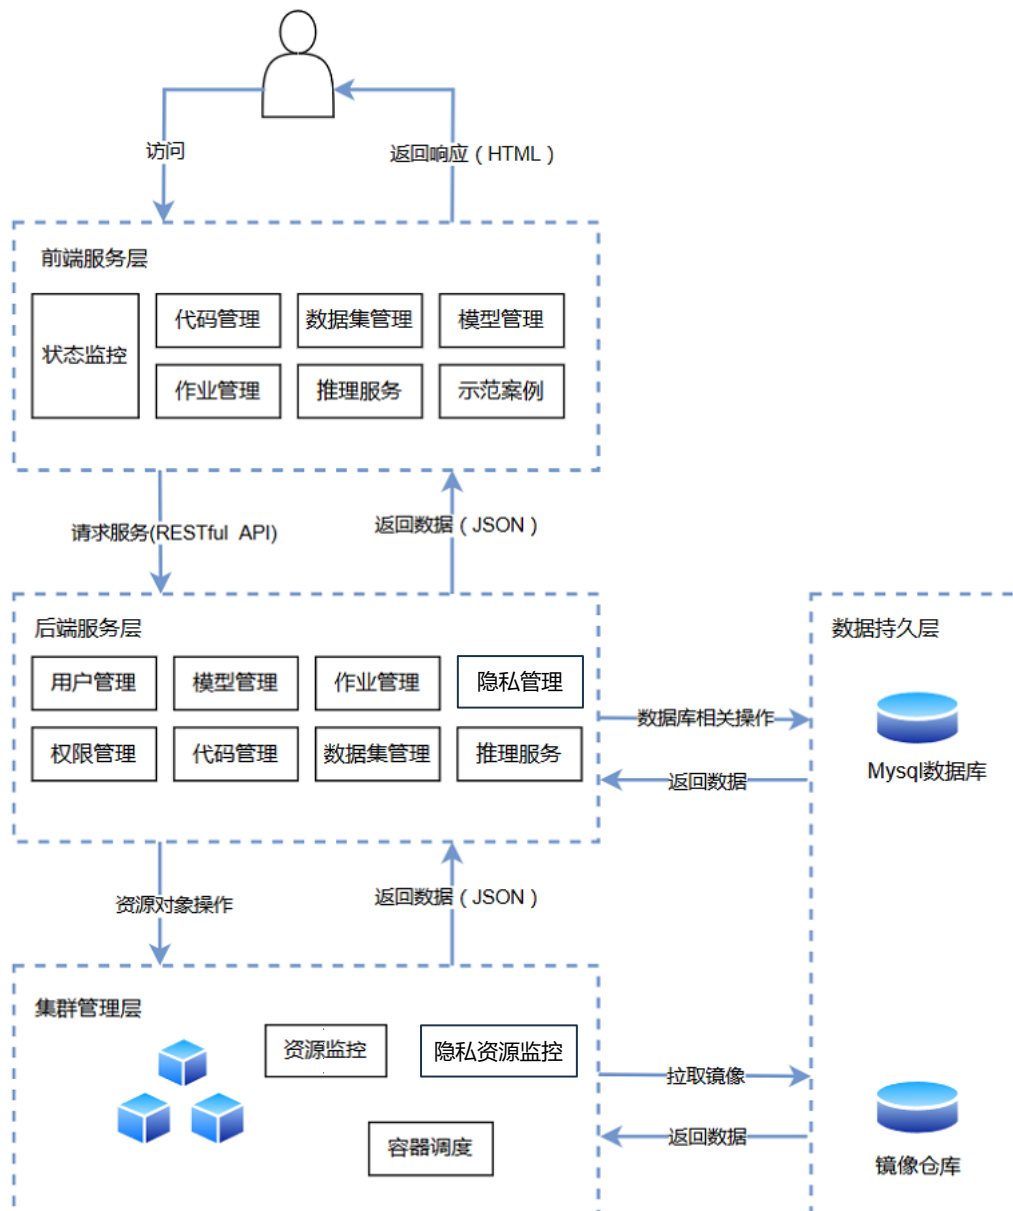 访问
返回响应（HTML）
前端服务层
状态监控
代码管理
数据集管理
模型管理
作业管理
推理服务
示范案例
请求服务(RESTful API)
返回数据（JSON）
后端服务层
用户管理
模型管理
作业管理
隐私管理
权限管理
代码管理
数据集管理
推理服务
数据库相关操作
返回数据
数据持久层
Mysql数据库
资源对象操作
返回数据（JSON）
集群管理层
资源监控
隐私资源监控
容器调度
拉取镜像
返回数据
镜像仓库